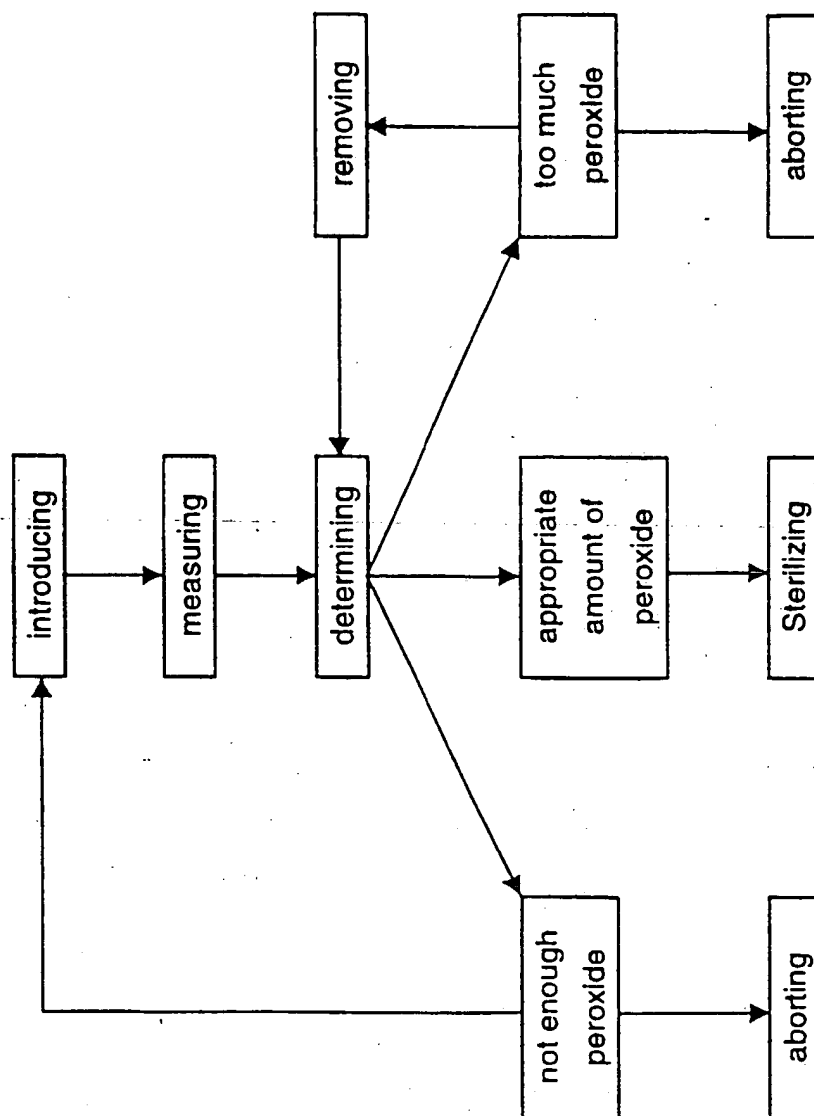 introducing
measuring
determining
removing
not enough
peroxide
appropriate
amount of
peroxide
too much
peroxide
aborting
Sterilizing
aborting